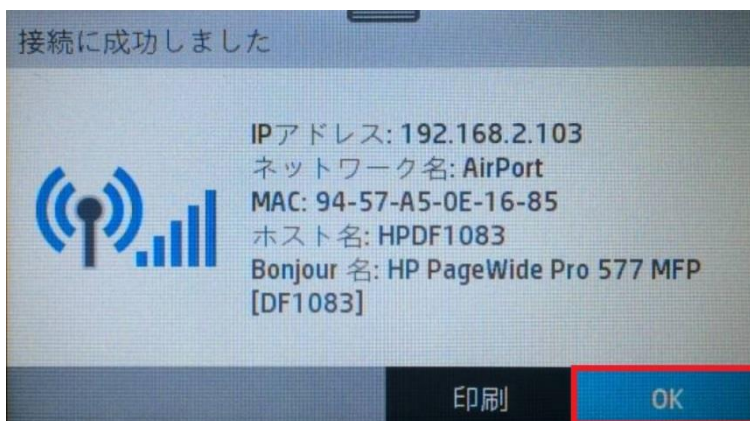 接続に成功しました
IPアドレス: 192.168.2.103
ネットワーク名: AirPort
MAC: 94-57-A5-0E-16-85
ホスト名: HPDF1083
Bonjour 名: HP PageWide Pro 577 MFP
[DF1083]
印刷
OK